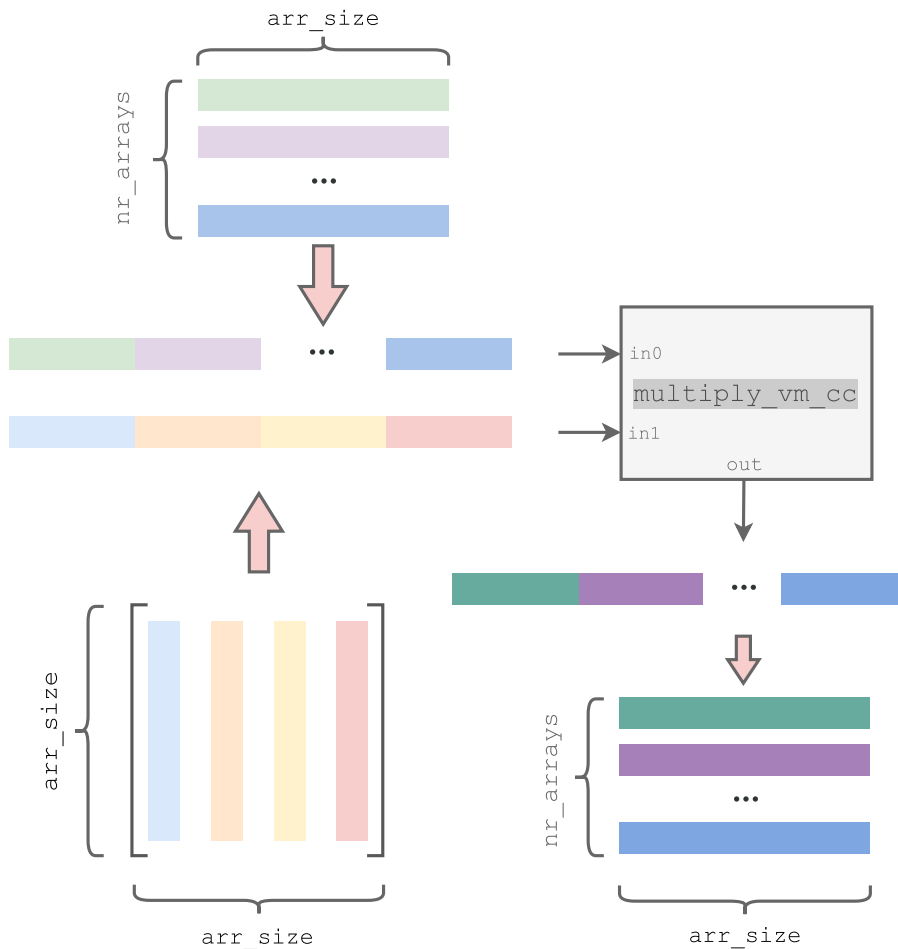 arr_size
nr_arrays
...
...
in0
multiply_vm_cc
in1
out
...
arr_size
nr_arrays
...
arr_size
arr_size